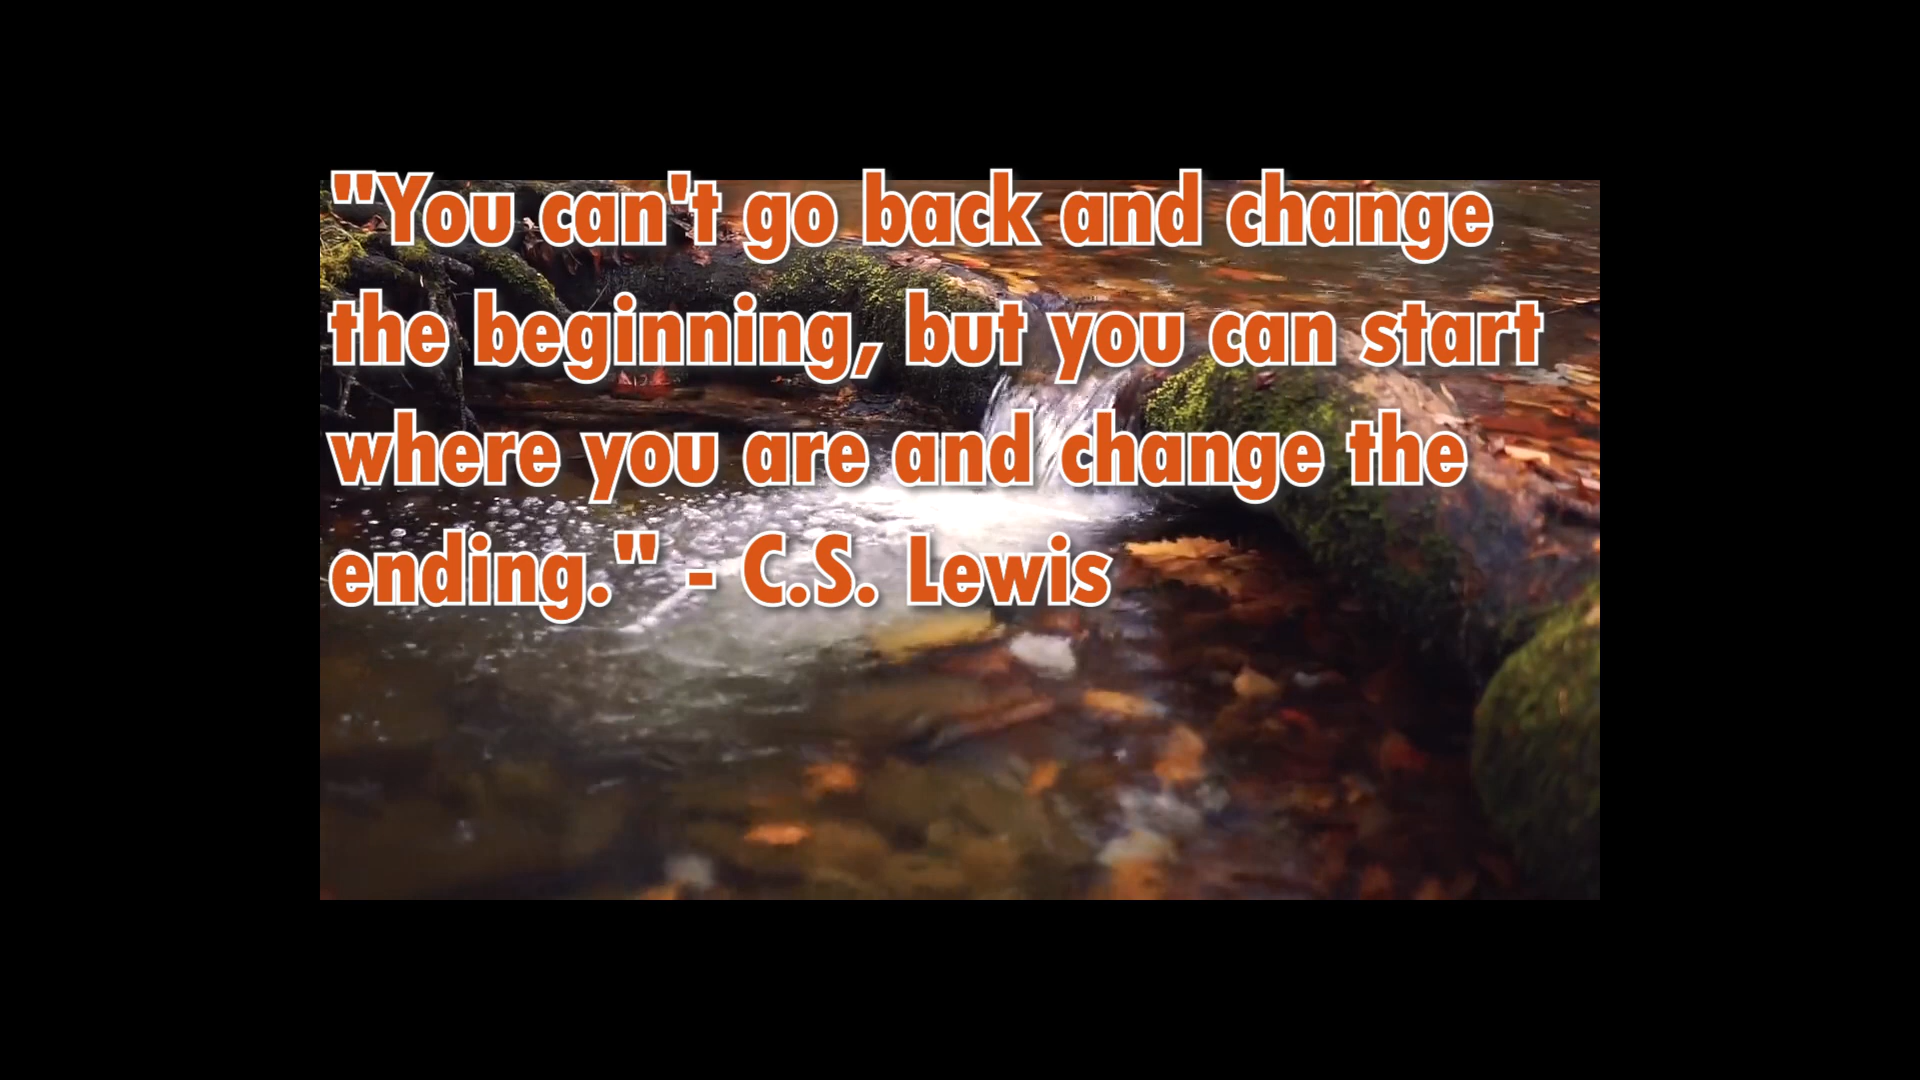 "You can't go back and change
the beginning, but you can start
where you are and change the
ending." - C.S. Lewis